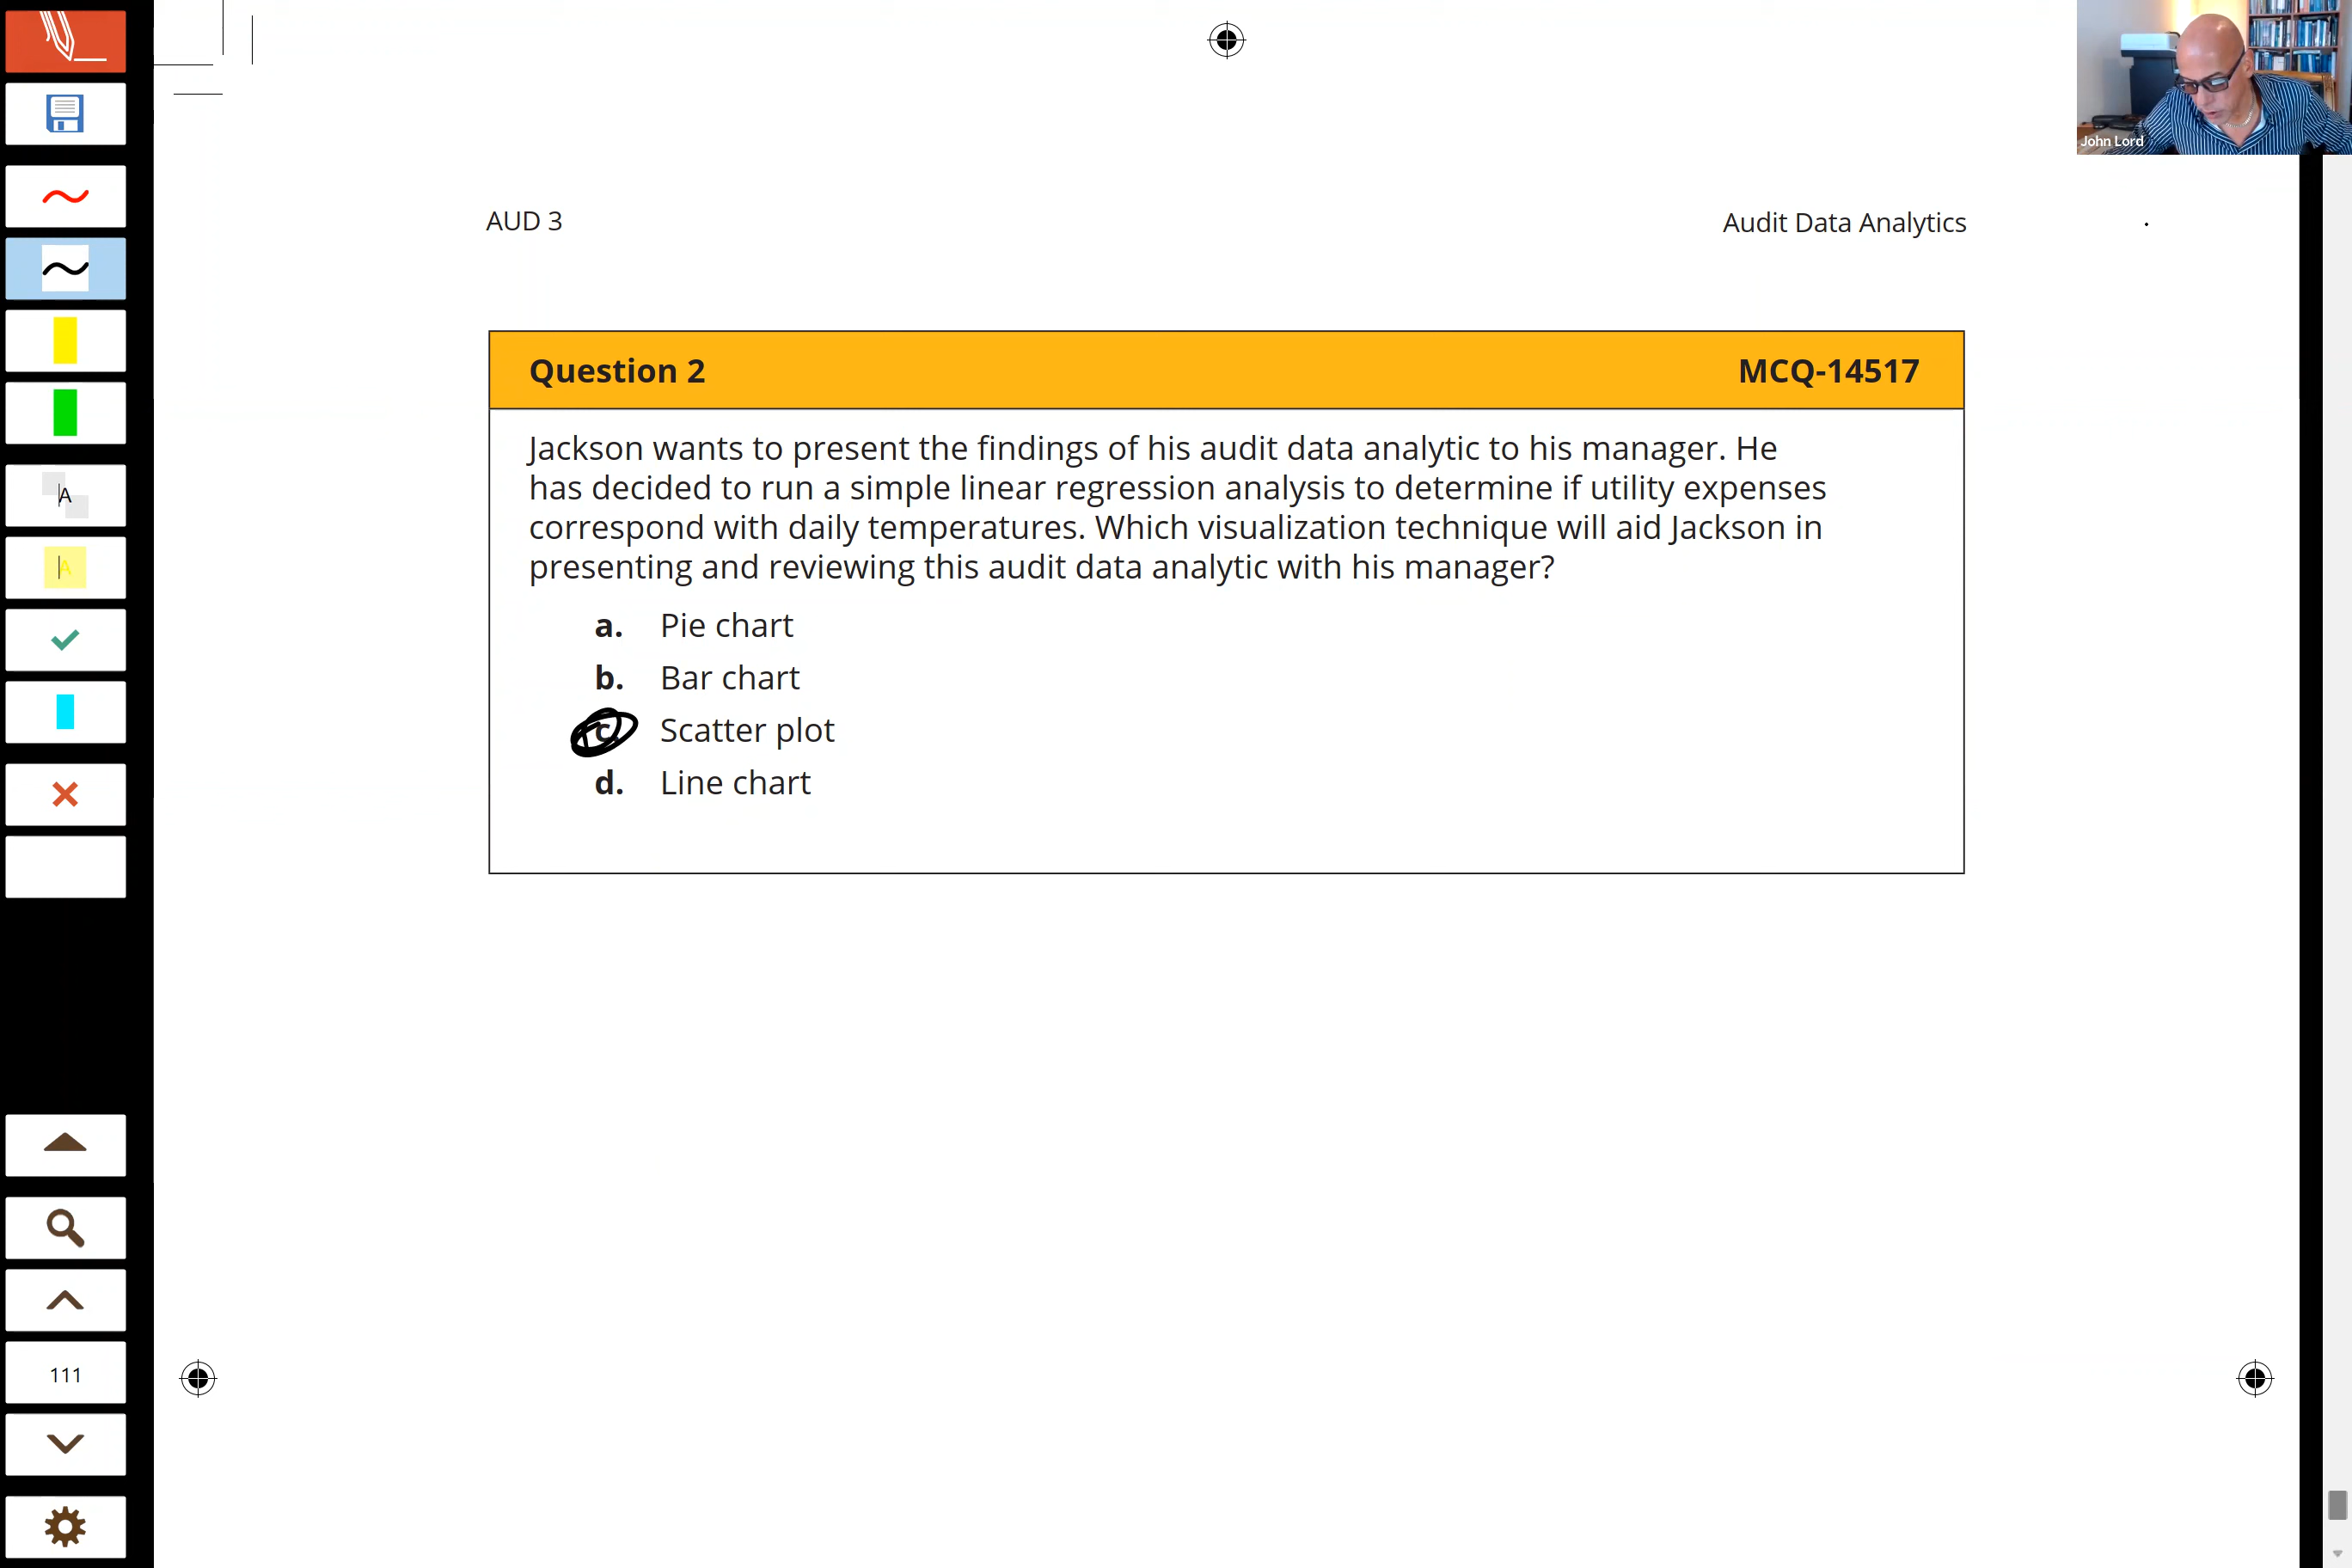 John Lord
AUD 3
Audit Data Analytics
Question 2
MCQ-14517
Jackson wants to present the findings of his audit data analytic to his manager. He
has decided to run a simple linear regression analysis to determine if utility expenses
correspond with daily temperatures. Which visualization technique will aid Jackson in
presenting and reviewing this audit data analytic with his manager?
a. Pie chart
b. Bar chart
c. Scatter plot
d. Line chart
A
A
111